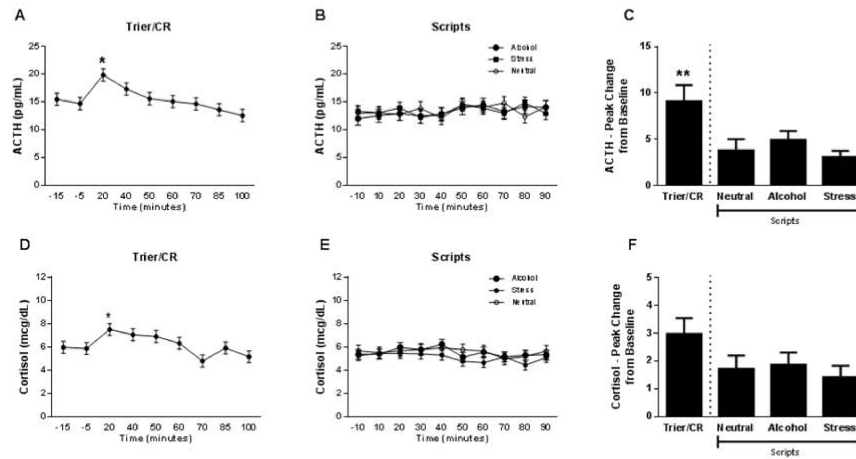 A
Trier/CR
*
ACTH (pg/mL)
25
20
15
10
5
0
-15 -5 20 40 50 60 70 85 100
Time (minutes)
B
Scripts
Alcohol
Stress
Neutral
ACTH (pg/mL)
25
20
15
10
5
0
-10 10 20 30 40 50 60 70 80 90
Time (minutes)
C
**
ACTH - Peak Change
from Baseline
15
10
5
0
Trier/CR Neutral Alcohol Stress
Scripts
D
Trier/CR
*
Cortisol (mcg/dL)
12
10
8
6
4
2
0
-15 -5 20 40 50 60 70 85 100
Time (minutes)
E
Scripts
Alcohol
Stress
Neutral
Cortisol (mcg/dL)
12
10
8
6
4
2
0
-10 10 20 30 40 50 60 70 80 90
Time (minutes)
F
Cortisol - Peak Change
from Baseline
5
4
3
2
1
0
Trier/CR Neutral Alcohol Stress
Scripts